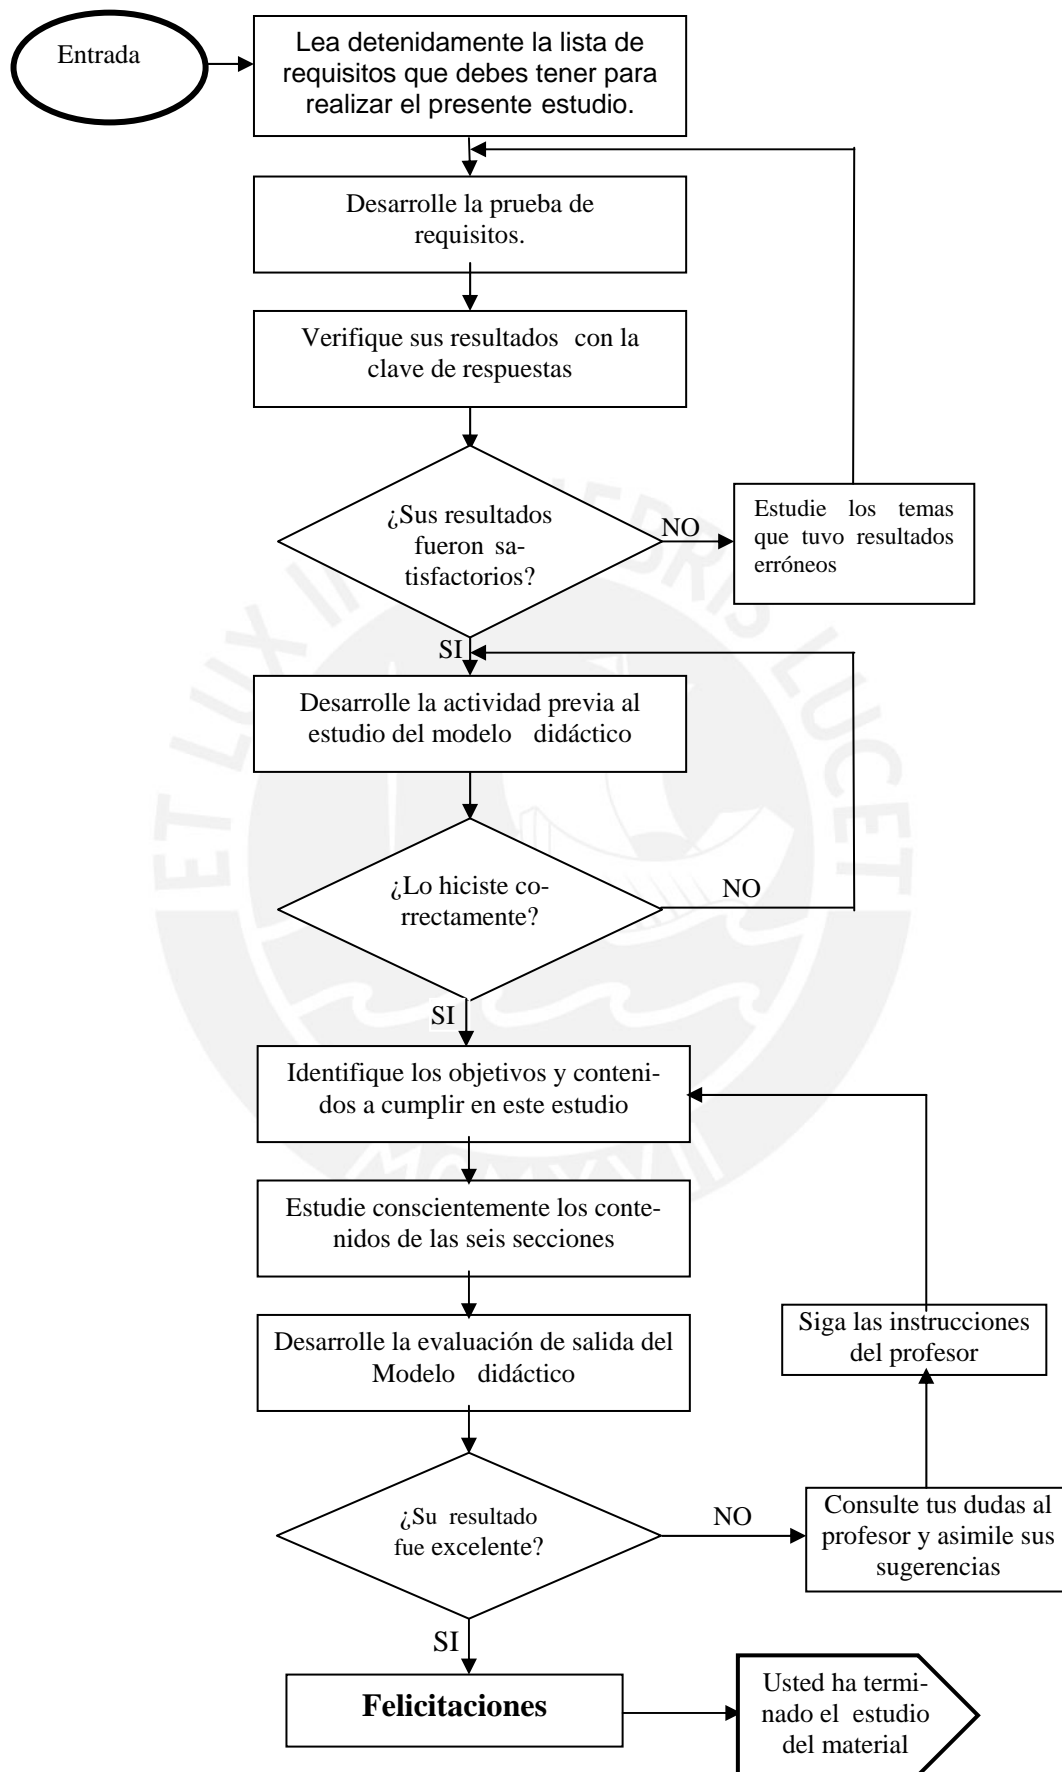 Entrada
Lea detenidamente la lista de
requisitos que debes tener para
realizar el presente estudio.
Desarrolle la prueba de
requisitos.
Verifique sus resultados con la
clave de respuestas
¿Sus resultados
fueron sa-
tisfactorios?
NO
Estudie los temas
que tuvo resultados
erróneos
SI
Desarrolle la actividad previa al
estudio del modelo didáctico
¿Lo hiciste co-
rrectamente?
NO
SI
Identifique los objetivos y conteni-
dos a cumplir en este estudio
Estudie conscientemente los conte-
nidos de las seis secciones
Desarrolle la evaluación de salida del
Modelo didáctico
Siga las instrucciones
del profesor
¿Su resultado
fue excelente?
NO
Consulte tus dudas al
profesor y asimile sus
sugerencias
SI
Felicitaciones
Usted ha termi-
nado el estudio
del material